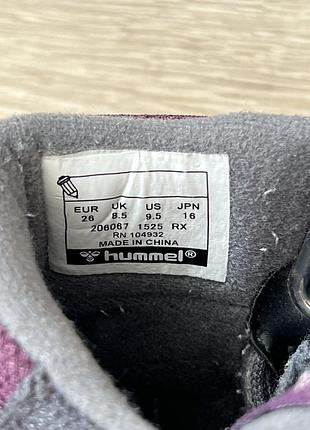 EUR UK US JPN
26 8.5 9.5 16
206067 1525 RX
RN 104932
MADE IN CHINA
hummel®